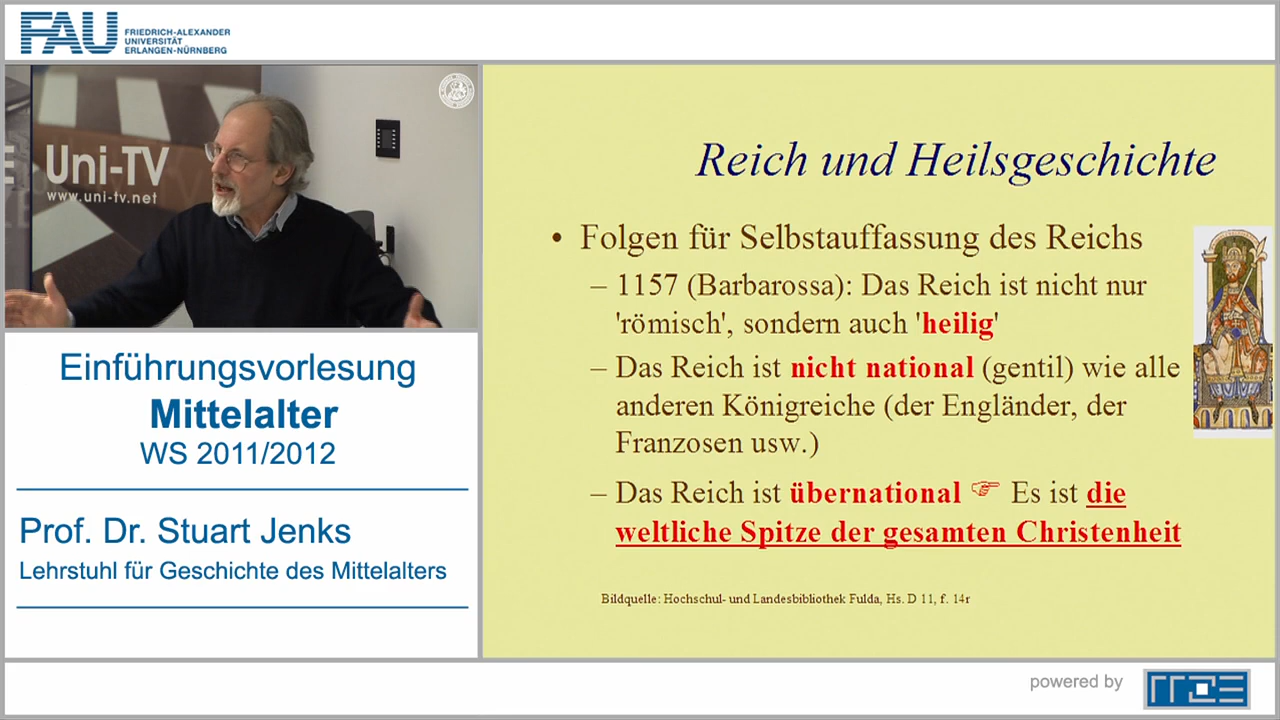 FAU
FRIEDRICH-ALEXANDER
UNIVERSITÄT
ERLANGEN-NÜRNBERG
Uni-TV
www.uni-tv.net
Einführungsvorlesung
Mittelalter
WS 2011/2012
Prof. Dr. Stuart Jenks
Lehrstuhl für Geschichte des Mittelalters
Reich und Heilsgeschichte
• Folgen für Selbstauffassung des Reichs
– 1157 (Barbarossa): Das Reich ist nicht nur
'römisch', sondern auch 'heilig'
– Das Reich ist nicht national (gentil) wie alle
anderen Königreiche (der Engländer, der
Franzosen usw.)
– Das Reich ist übernational ☞ Es ist die
weltliche Spitze der gesamten Christenheit
Bildquelle: Hochschul- und Landesbibliothek Fulda, Hs. D 11, f. 14r
powered by